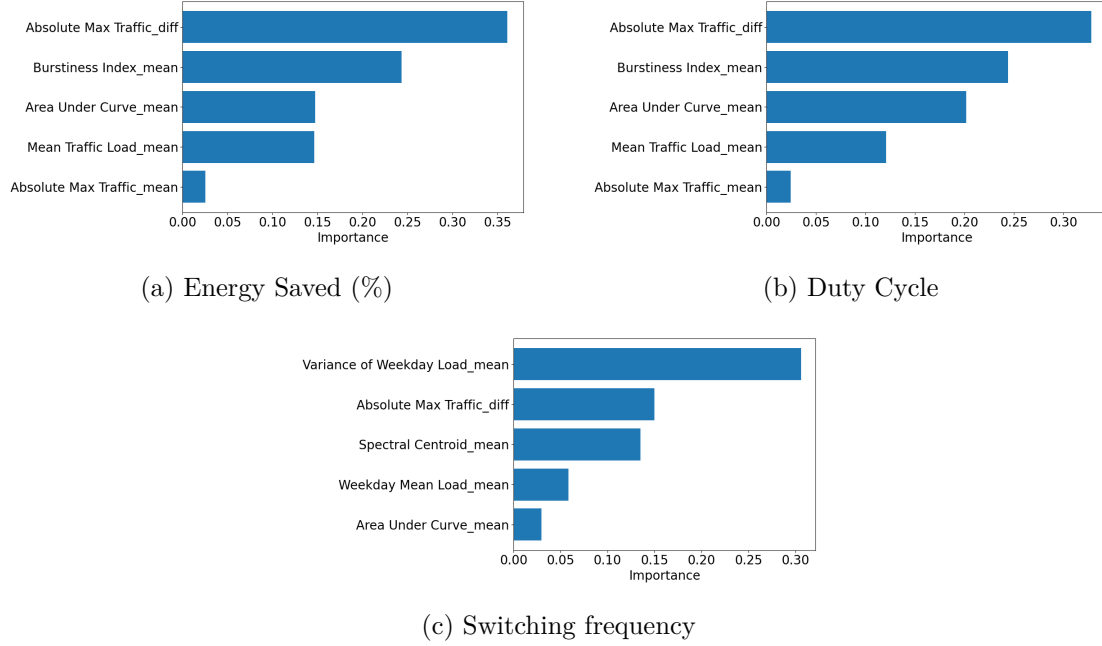 Absolute Max Traffic_diff
Burstiness Index_mean
Area Under Curve_mean
Mean Traffic Load_mean
Absolute Max Traffic_mean
0.00 0.05 0.10 0.15 0.20 0.25 0.30 0.35
Importance
(a) Energy Saved (%)
Absolute Max Traffic_diff
Burstiness Index_mean
Area Under Curve_mean
Mean Traffic Load_mean
Absolute Max Traffic_mean
0.00 0.05 0.10 0.15 0.20 0.25 0.30
Importance
(b) Duty Cycle
Variance of Weekday Load_mean
Absolute Max Traffic_diff
Spectral Centroid_mean
Weekday Mean Load_mean
Area Under Curve_mean
0.00 0.05 0.10 0.15 0.20 0.25 0.30
Importance
(c) Switching frequency